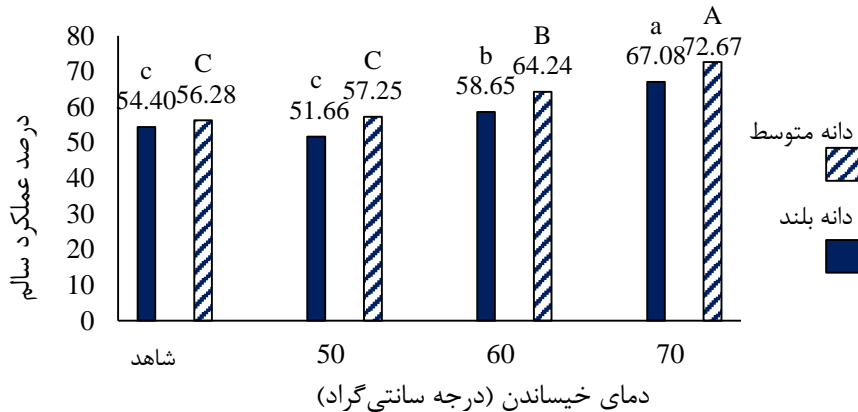 80
70
60
50
40
30
20
10
0
درصد عملکرد سالم
c C c C b B a A
54.40 56.28 51.66 57.25 58.65 64.24 67.08 72.67
شاهد 50 60 70
دمای خیساندن (درجه سانتی‌گراد)
دانه متوسط
دانه بلند